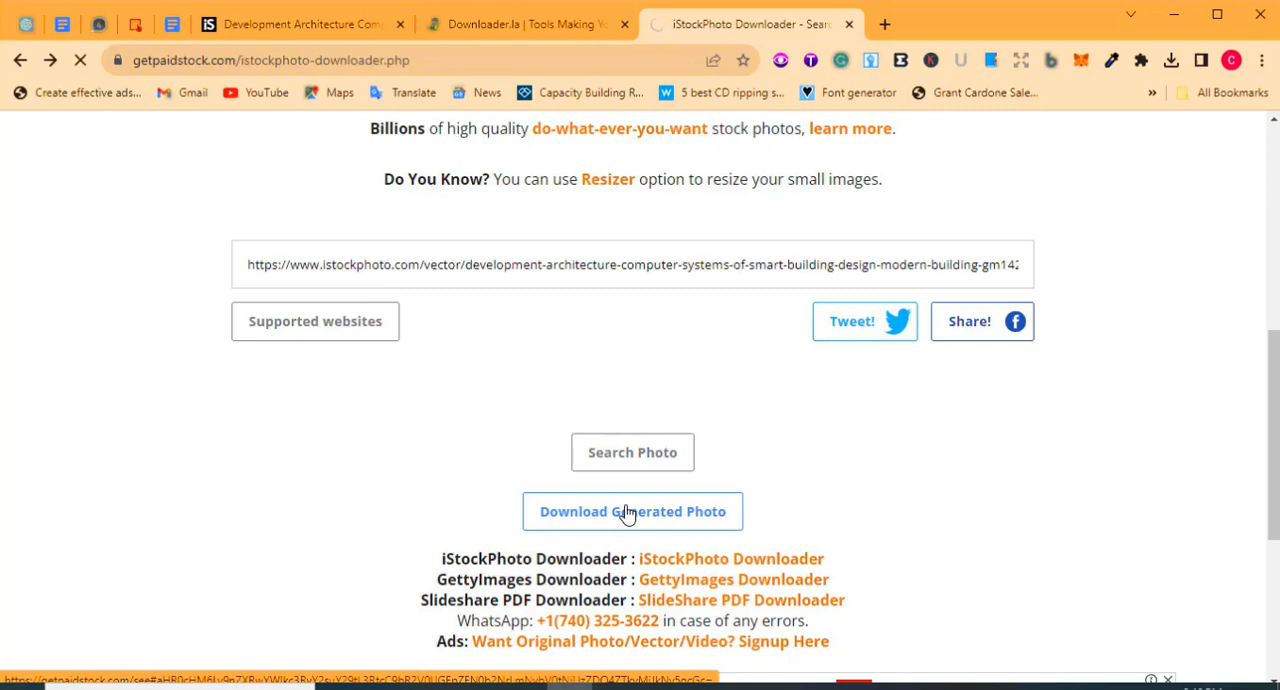 Development Architecture Com
Downloader.la | Tools Making Yo
iStockPhoto Downloader - Sear
getpaidstock.com/istockphoto-downloader.php
Create effective ads...
Gmail
YouTube
Maps
Translate
News
Capacity Building R...
5 best CD ripping s...
Font generator
Grant Cardone Sale...
»
All Bookmarks
Billions of high quality do-what-ever-you-want stock photos, learn more.
Do You Know? You can use Resizer option to resize your small images.
https://www.istockphoto.com/vector/development-architecture-computer-systems-of-smart-building-design-modern-building-gm142
Supported websites
Tweet!
Share!
Search Photo
Download Generated Photo
iStockPhoto Downloader : iStockPhoto Downloader
GettyImages Downloader : GettyImages Downloader
Slideshare PDF Downloader : SlideShare PDF Downloader
WhatsApp: +1(740) 325-3622 in case of any errors.
Ads: Want Original Photo/Vector/Video? Signup Here